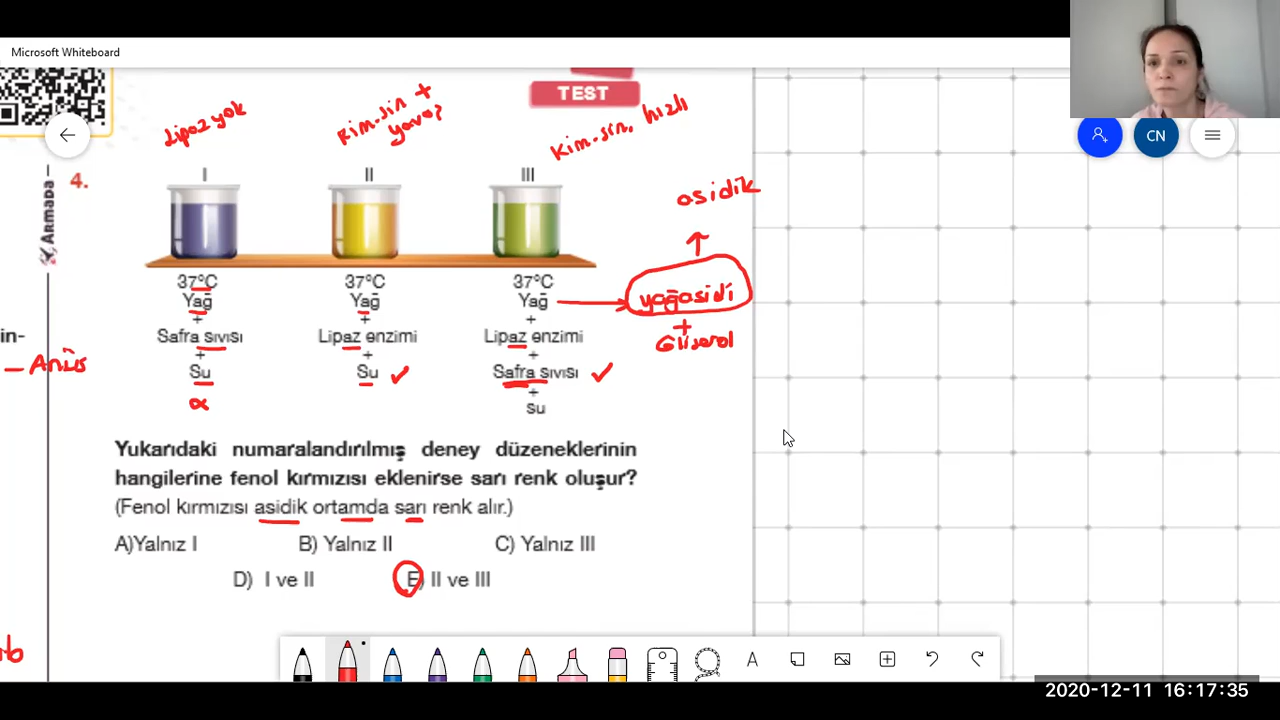 Microsoft Whiteboard
TEST
CN
Lipaz yok
Kim. sin +
yavaş
Kim. sin. hızlı
ARMADA
4.
I
II
III
asidik
37°C
37°C
37°C
Yağ
Yağ
Yağ
yağasidi
+
+
+
+
Safra sıvısı
Lipaz enzimi
Lipaz enzimi
Gliserol
+
+
+
Su
Su
Safra sıvısı
+
su
in-
– Anüs
α
Yukarıdaki numaralandırılmış deney düzeneklerinin
hangilerine fenol kırmızısı eklenirse sarı renk oluşur?
(Fenol kırmızısı asidik ortamda sarı renk alır.)
A)Yalnız I
B) Yalnız II
C) Yalnız III
D) I ve II
E) II ve III
A
2020-12-11 16:17:35